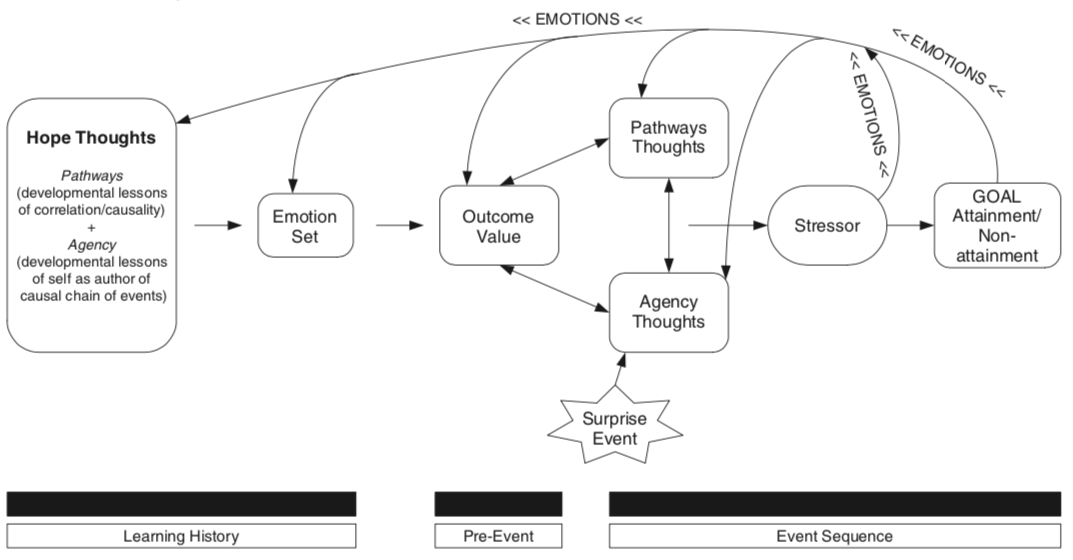 << EMOTIONS <<
<< EMOTIONS <<
<< EMOTIONS <<
Hope Thoughts
Pathways
(developmental lessons
of correlation/causality)
+
Agency
(developmental lessons
of self as author of
causal chain of events)
Emotion
Set
Outcome
Value
Pathways
Thoughts
Agency
Thoughts
Surprise
Event
Stressor
GOAL
Attainment/
Non-
attainment
Learning History
Pre-Event
Event Sequence